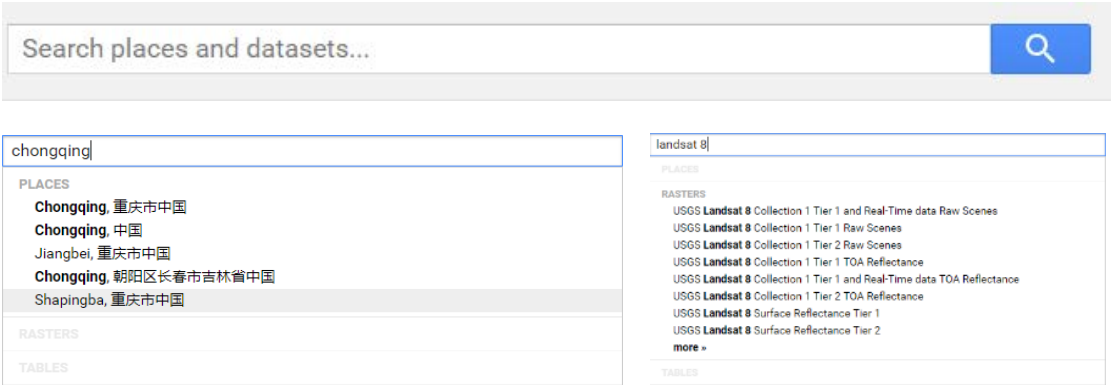 Search places and datasets...
chongqing
PLACES
Chongqing, 重庆市中国
Chongqing, 中国
Jiangbei, 重庆市中国
Chongqing, 朝阳区长春市吉林省中国
Shapingba, 重庆市中国
RASTERS
TABLES
landsat 8
PLACES
RASTERS
USGS Landsat 8 Collection 1 Tier 1 and Real-Time data Raw Scenes
USGS Landsat 8 Collection 1 Tier 1 Raw Scenes
USGS Landsat 8 Collection 1 Tier 2 Raw Scenes
USGS Landsat 8 Collection 1 Tier 1 TOA Reflectance
USGS Landsat 8 Collection 1 Tier 1 and Real-Time data TOA Reflectance
USGS Landsat 8 Collection 1 Tier 2 TOA Reflectance
USGS Landsat 8 Surface Reflectance Tier 1
USGS Landsat 8 Surface Reflectance Tier 2
more »
TABLES